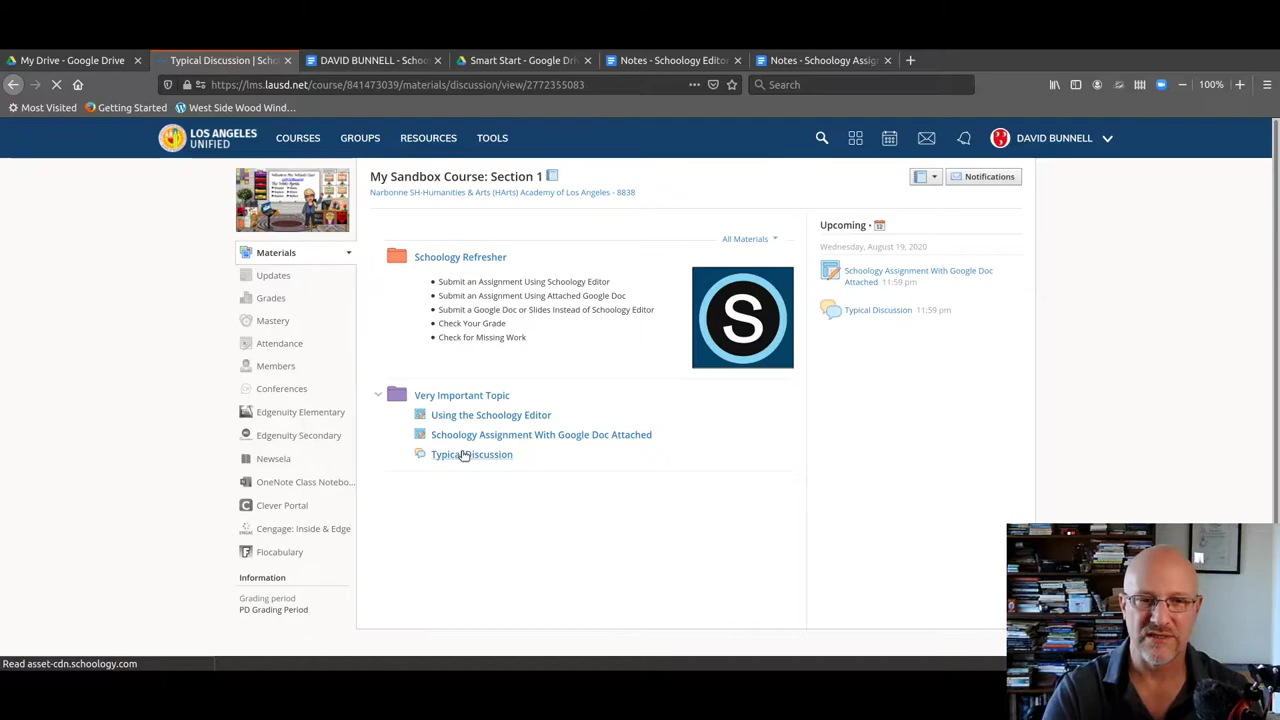 My Drive - Google Drive
Typical Discussion | Scho
DAVID BUNNELL - Schoo
Smart Start - Google Dri
Notes - Schoology Editor
Notes - Schoology Assign
https://lms.lausd.net/course/841473039/materials/discussion/view/2772355083
Search
100%
Most Visited
Getting Started
West Side Wood Wind...
LOS ANGELES
UNIFIED
COURSES
GROUPS
RESOURCES
TOOLS
DAVID BUNNELL
My Sandbox Course: Section 1
Narbonne SH-Humanities & Arts (HArts) Academy of Los Angeles - 8838
Notifications
Materials
Updates
Grades
Mastery
Attendance
Members
Conferences
Edgenuity Elementary
Edgenuity Secondary
Newsela
OneNote Class Notebo...
Clever Portal
Cengage: Inside & Edge
Flocabulary
Information
Grading period
PD Grading Period
All Materials
Schoology Refresher
Submit an Assignment Using Schoology Editor
Submit an Assignment Using Attached Google Doc
Submit a Google Doc or Slides Instead of Schoology Editor
Check Your Grade
Check for Missing Work
S
Very Important Topic
Using the Schoology Editor
Schoology Assignment With Google Doc Attached
Typical Discussion
Upcoming ·
Wednesday, August 19, 2020
Schoology Assignment With Google Doc
Attached 11:59 pm
Typical Discussion 11:59 pm
Read asset-cdn.schoology.com